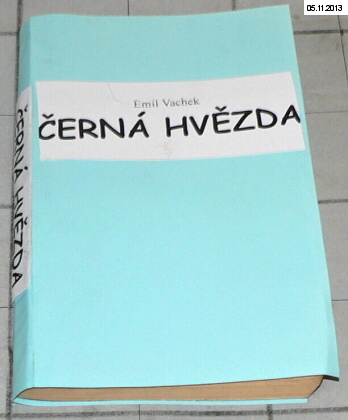 05.11.2013
Emil Vachek
ČERNÁ HVĚZDA
ČERNÁ HVĚZDA